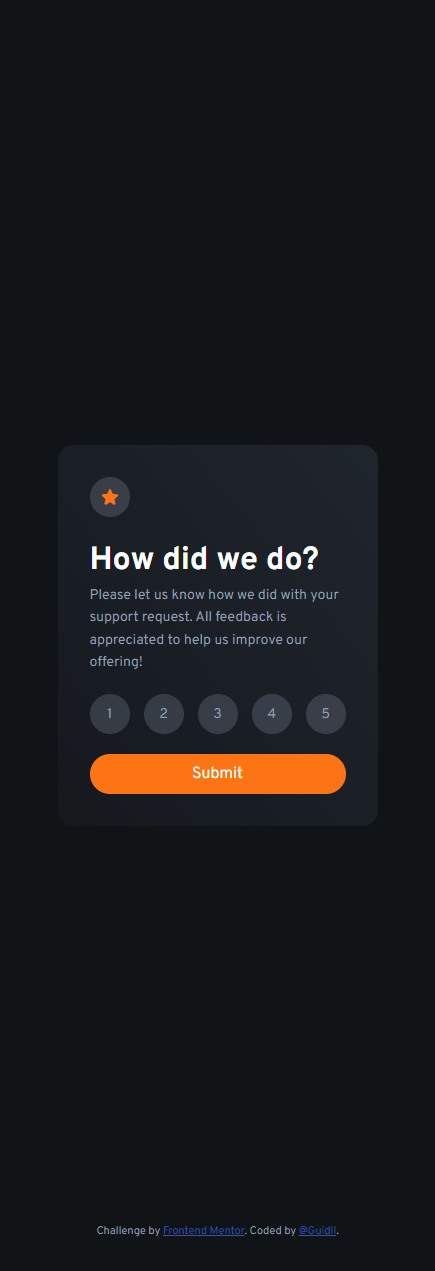 How did we do?
Please let us know how we did with your
support request. All feedback is
appreciated to help us improve our
offering!
1 2 3 4 5
Submit
Challenge by Frontend Mentor. Coded by @Guidll.